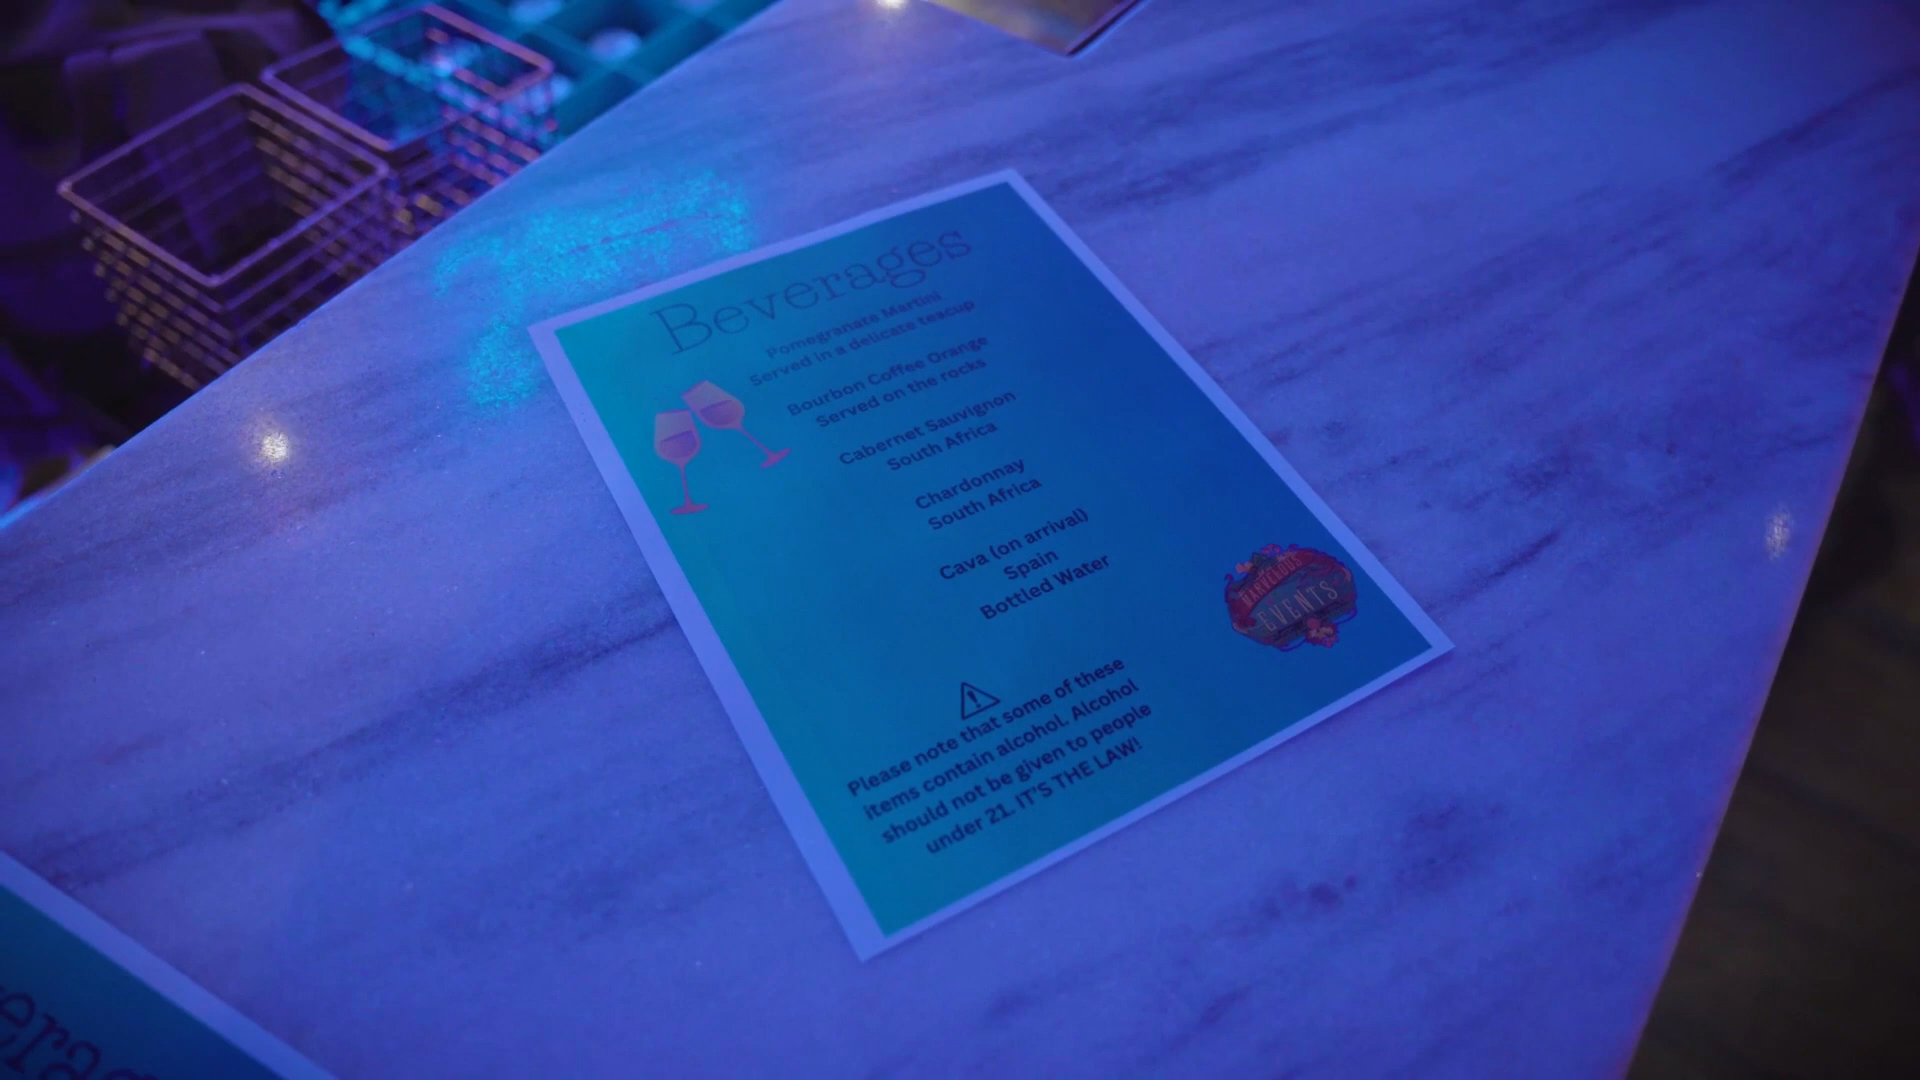 Beverages
Pomegranate Martini
Served in a delicate teacup
Bourbon Coffee Orange
Served on the rocks
Cabernet Sauvignon
South Africa
Chardonnay
South Africa
Cava (on arrival)
Spain
Bottled Water
MARVELOUS
EVENTS
Please note that some of these
items contain alcohol. Alcohol
should not be given to people
under 21. IT'S THE LAW!
erag